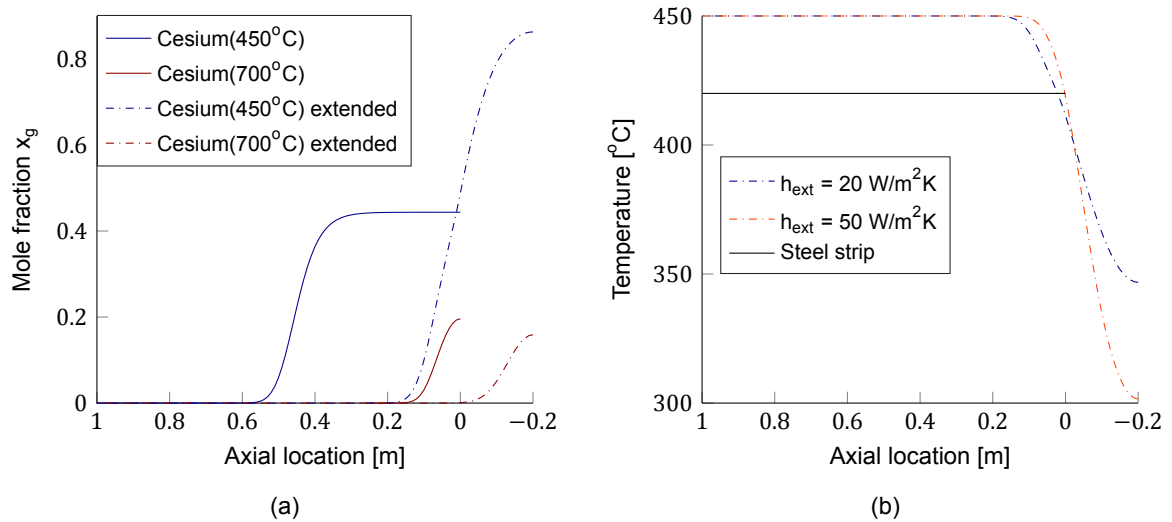 0.8
0.6
0.4
0.2
0
Mole fraction x_g
Cesium(450°C)
Cesium(700°C)
Cesium(450°C) extended
Cesium(700°C) extended
1 0.8 0.6 0.4 0.2 0 −0.2
Axial location [m]
(a)
450
400
350
300
Temperature [°C]
h_ext = 20 W/m²K
h_ext = 50 W/m²K
Steel strip
1 0.8 0.6 0.4 0.2 0 −0.2
Axial location [m]
(b)